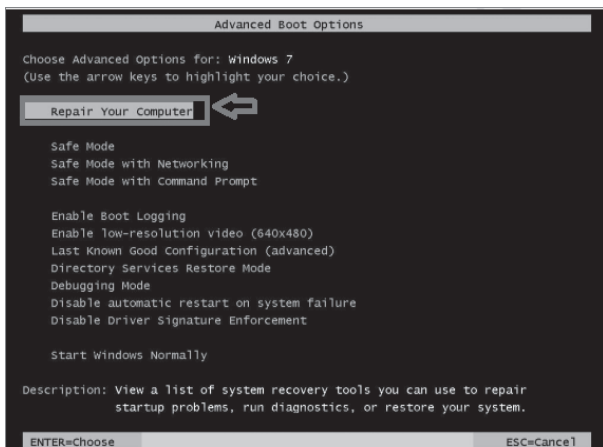 Advanced Boot Options
Choose Advanced Options for: Windows 7
(Use the arrow keys to highlight your choice.)
Repair Your Computer
Safe Mode
Safe Mode with Networking
Safe Mode with Command Prompt
Enable Boot Logging
Enable low-resolution video (640x480)
Last Known Good Configuration (advanced)
Directory Services Restore Mode
Debugging Mode
Disable automatic restart on system failure
Disable Driver Signature Enforcement
Start Windows Normally
Description: View a list of system recovery tools you can use to repair
startup problems, run diagnostics, or restore your system.
ENTER=Choose ESC=Cancel